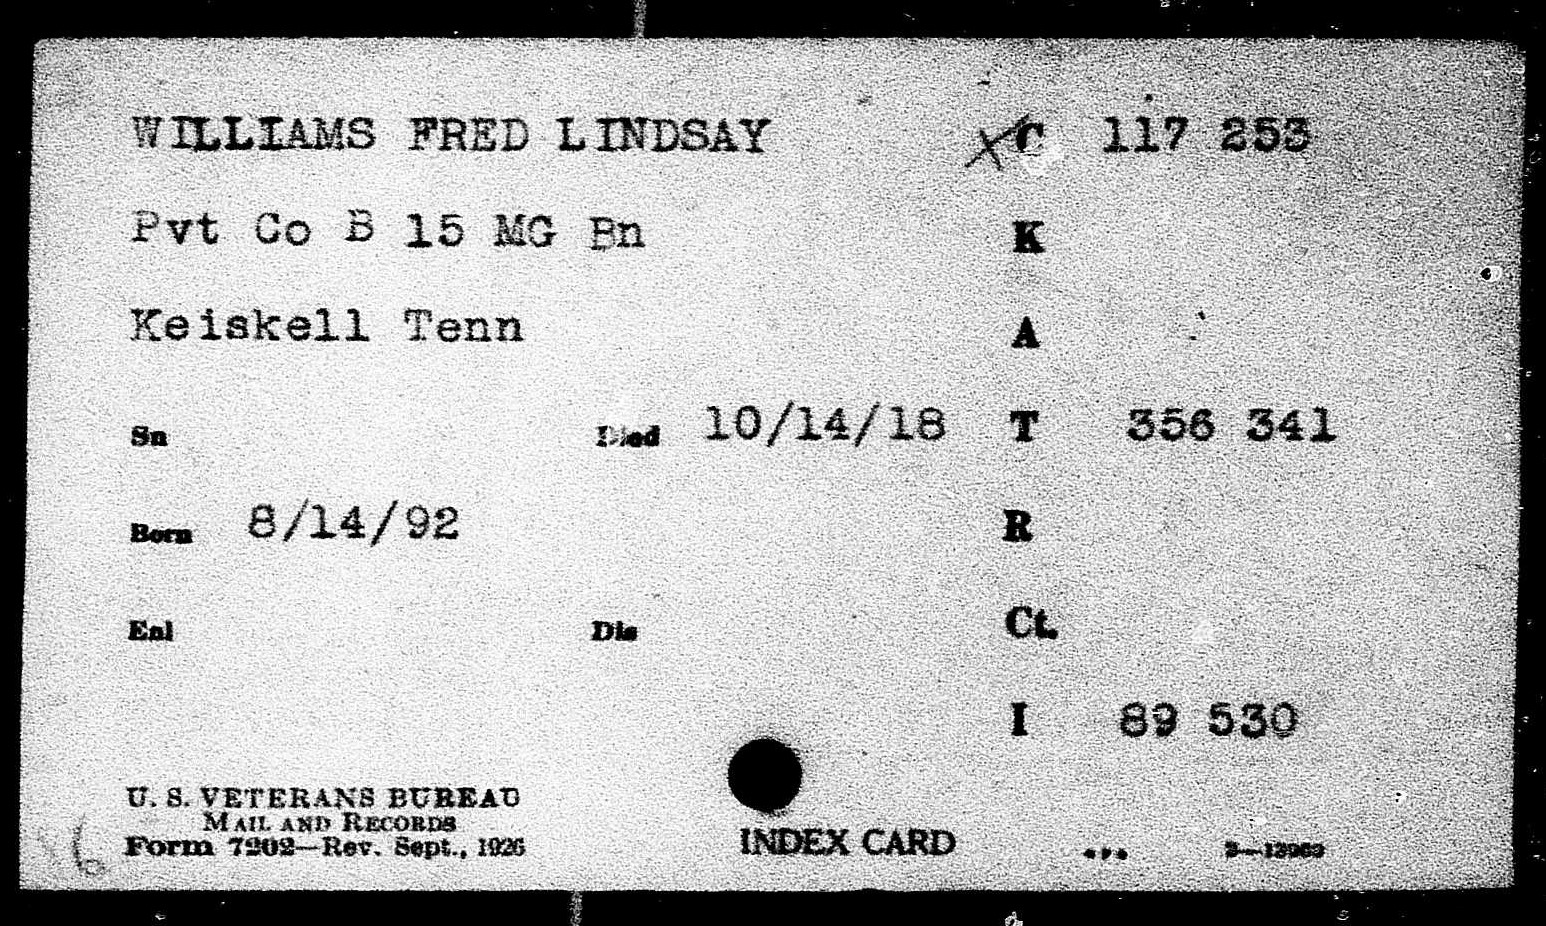 WILLIAMS FRED LINDSAY XC 117 253
Pvt Co B 15 MG Bn K
Keiskell Tenn A
Sn Died 10/14/18 T 356 341
Born 8/14/92 R
Enl Dis Ct.
I 89 530
U. S. VETERANS BUREAU
MAIL AND RECORDS
Form 7202—Rev. Sept., 1926 INDEX CARD